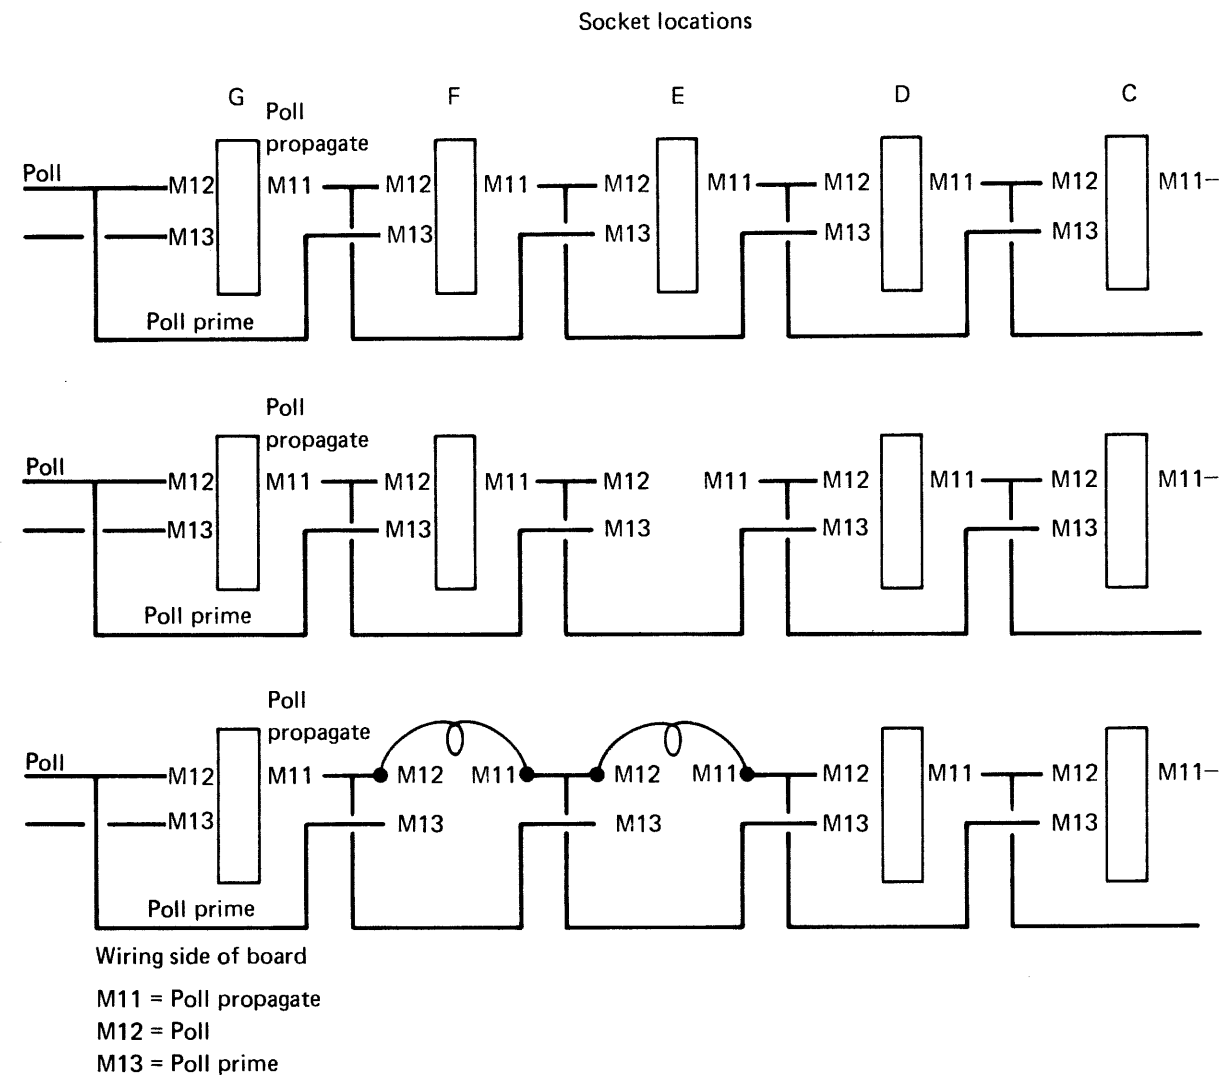 Socket locations
G F E D C
Poll
propagate
Poll
M12 M11 M12 M11 M12 M11 M12 M11 M12 M11
M13 M13 M13 M13 M13
Poll prime
Poll
propagate
Poll
M12 M11 M12 M11 M12 M11 M12 M11 M12 M11
M13 M13 M13 M13 M13
Poll prime
Poll
propagate
Poll
M12 M11 M12 M11 M12 M11 M12 M11 M12 M11
M13 M13 M13 M13 M13
Poll prime
Wiring side of board
M11 = Poll propagate
M12 = Poll
M13 = Poll prime